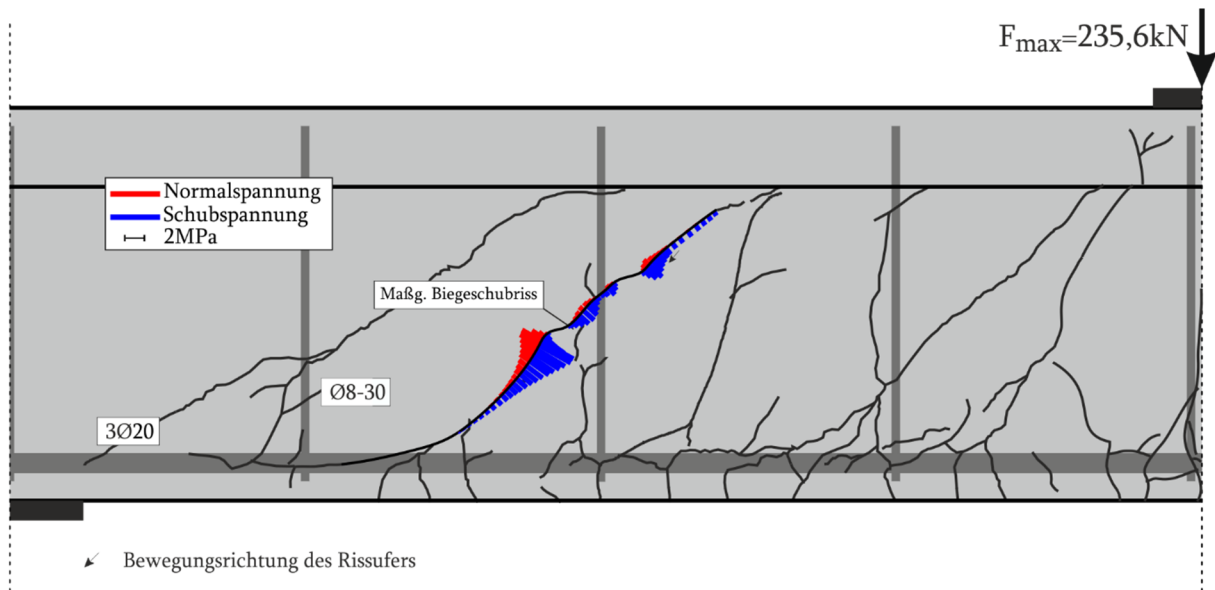 Fmax=235,6kN
Normalspannung
Schubspannung
2MPa
Maßg. Biegeschubriss
Ø8-30
3Ø20
Bewegungsrichtung des Rissufers